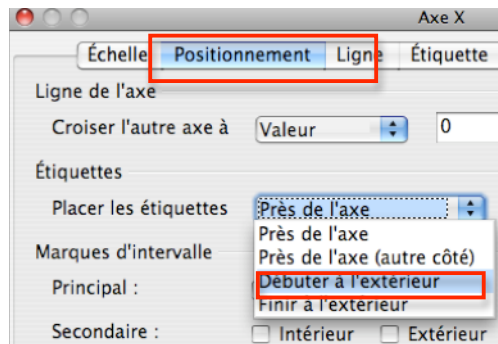 Axe X
Échelle Positionnement Ligne Étiquette
Ligne de l'axe
Croiser l'autre axe à Valeur 0
Étiquettes
Placer les étiquettes Près de l'axe
Près de l'axe
Près de l'axe (autre côté)
Marques d'intervalle
Débuter à l'extérieur
Principal :
Finir à l'extérieur
Secondaire : Intérieur Extérieur